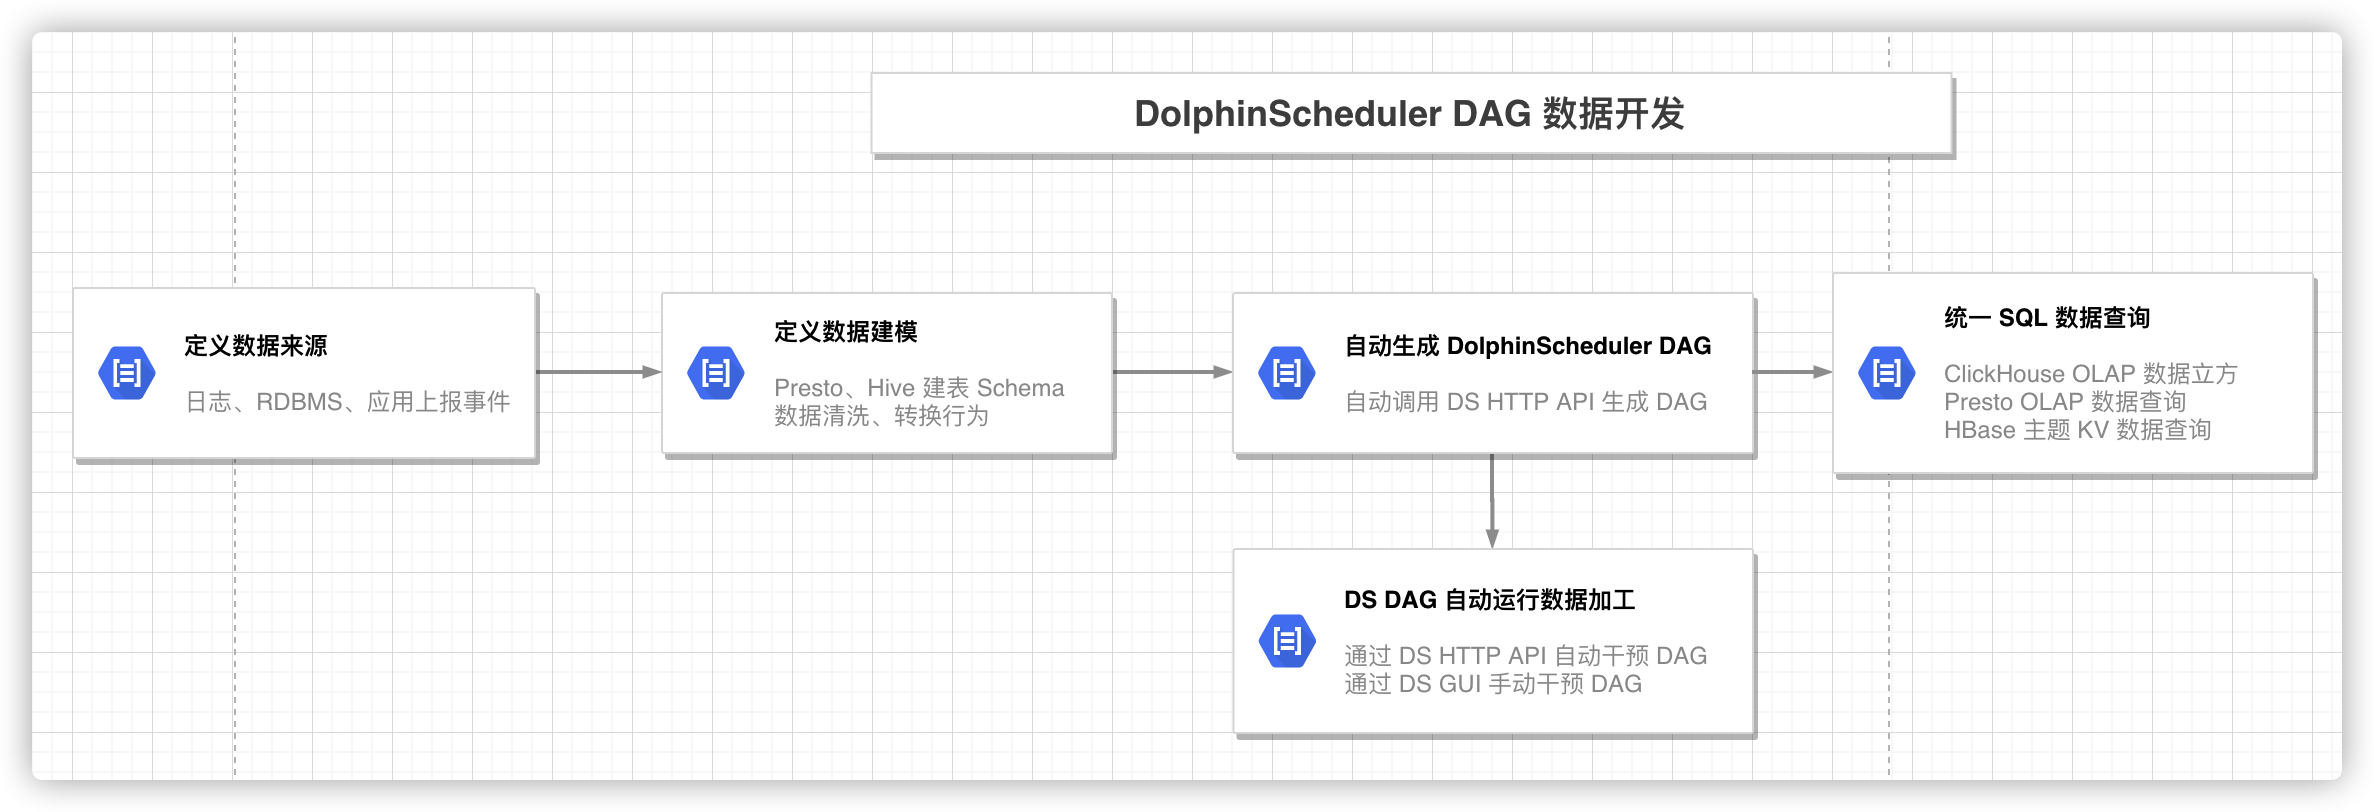 DolphinScheduler DAG 数据开发
定义数据来源
日志、RDBMS、应用上报事件
定义数据建模
Presto、Hive 建表 Schema
数据清洗、转换行为
自动生成 DolphinScheduler DAG
自动调用 DS HTTP API 生成 DAG
统一 SQL 数据查询
ClickHouse OLAP 数据立方
Presto OLAP 数据查询
HBase 主题 KV 数据查询
DS DAG 自动运行数据加工
通过 DS HTTP API 自动干预 DAG
通过 DS GUI 手动干预 DAG